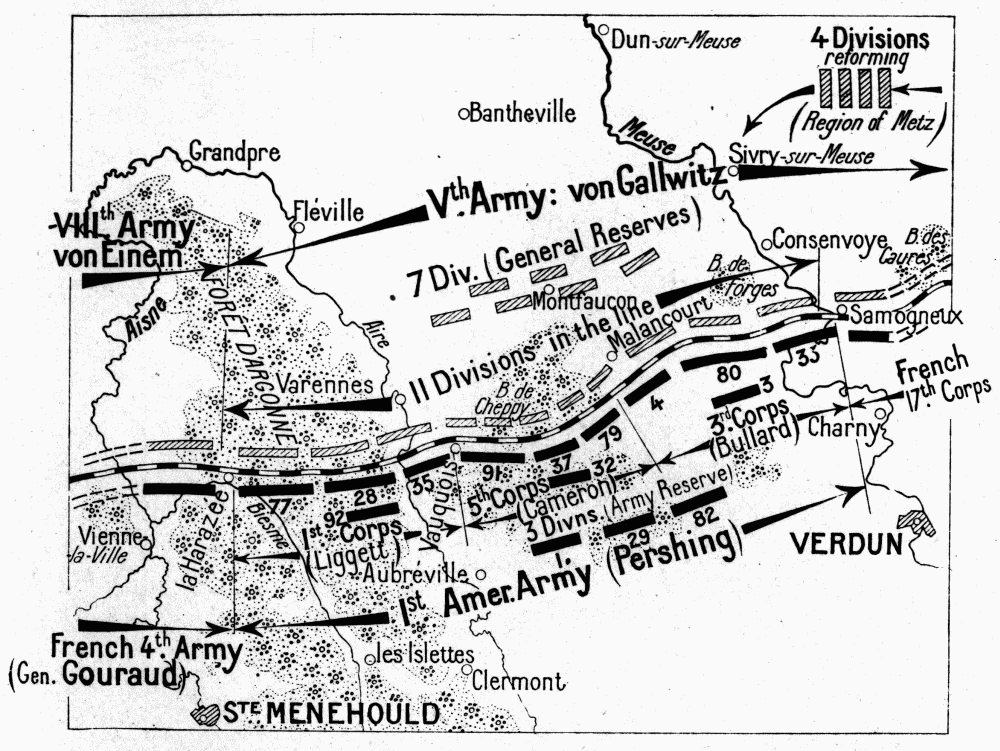 Dun-sur-Meuse
4 Divisions
reforming
(Region of Metz)
Bantheville
Meuse
Grandpre
Sivry-sur-Meuse
Vth. Army: von Gallwitz
VIIIth Army
von Einem
Fléville
7 Div. (General Reserves)
Consenvoye
B. des
Caures
B. de
Forges
Montfaucon
Malancourt
Samogneux
Aisne
Aire
FORÊT D'ARGONNE
11 Divisions in the line
Varennes
B. de
Cheppy
33
80
3
4
French
17th. Corps
3rd. Corps
(Bullard)
Charny
79
91
37
32
5th Corps
(Cameron)
35
28
77
92
1st Corps
(Liggett)
Vauquois
3 Divns. (Army Reserve)
1
29
82
VERDUN
Vienne
-la-Ville
la Harazée
Biesme
Aubréville
1st Amer. Army (Pershing)
French 4th. Army
(Gen. Gouraud)
les Islettes
Clermont
STE MENEHOULD